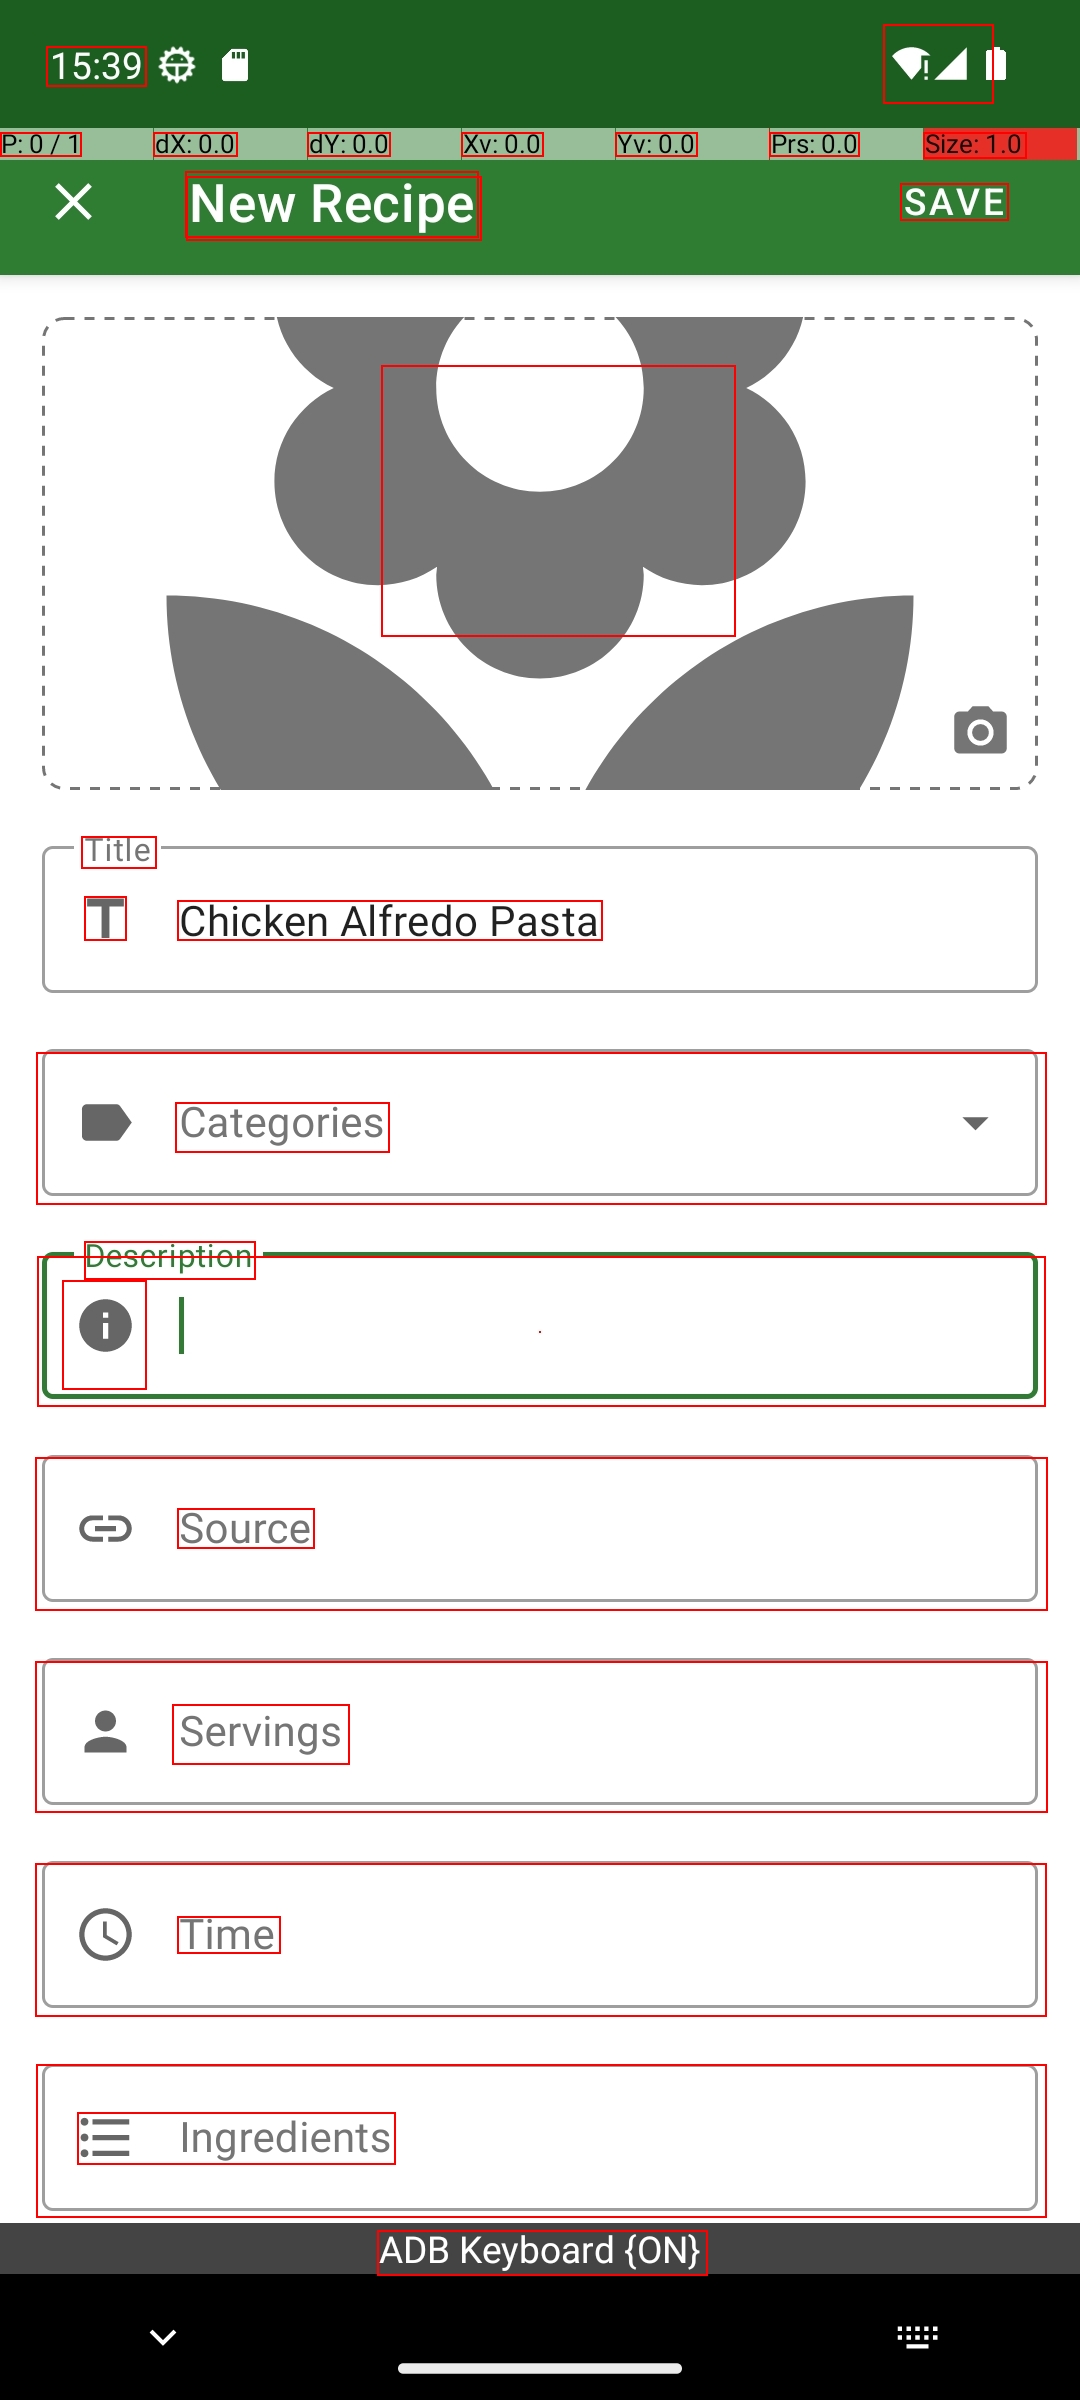 15:39
P: 0 / 1 dX: 0.0 dY: 0.0 Xv: 0.0 Yv: 0.0 Prs: 0.0 Size: 1.0
New Recipe SAVE
Title
Chicken Alfredo Pasta
Categories
Description
Source
Servings
Time
Ingredients
ADB Keyboard {ON}